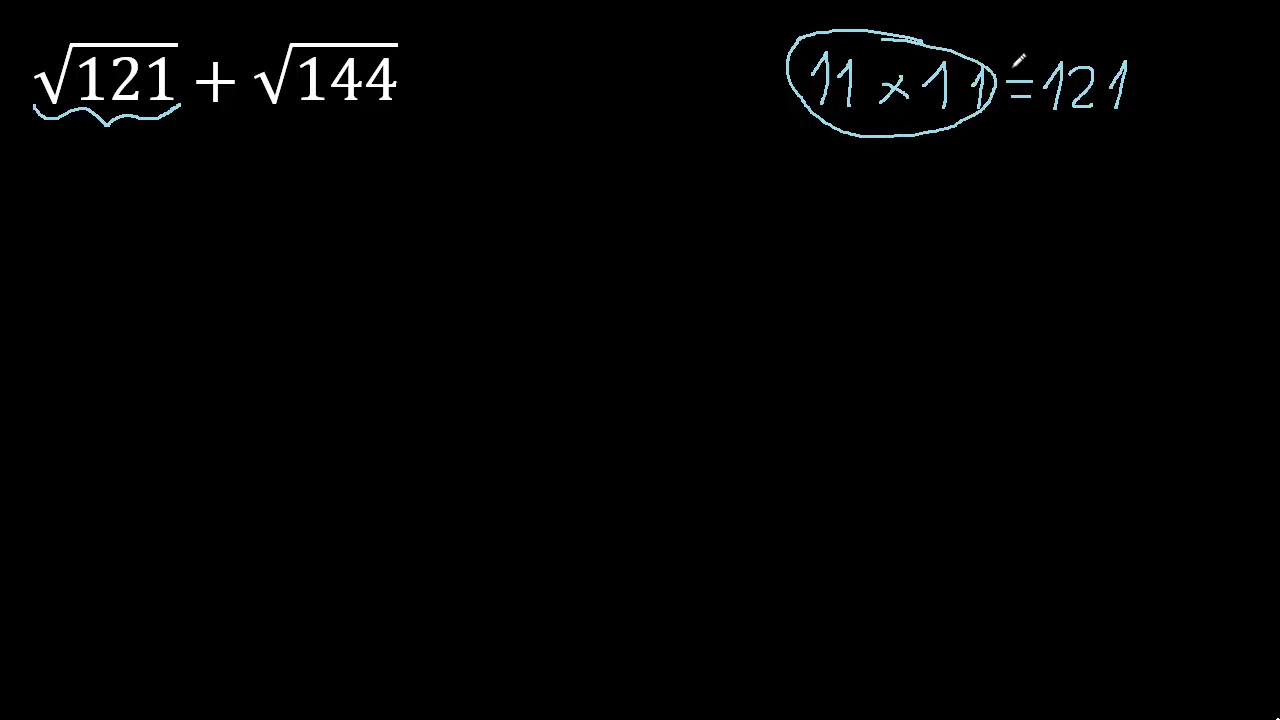 √121 + √144
11 × 11 = 121